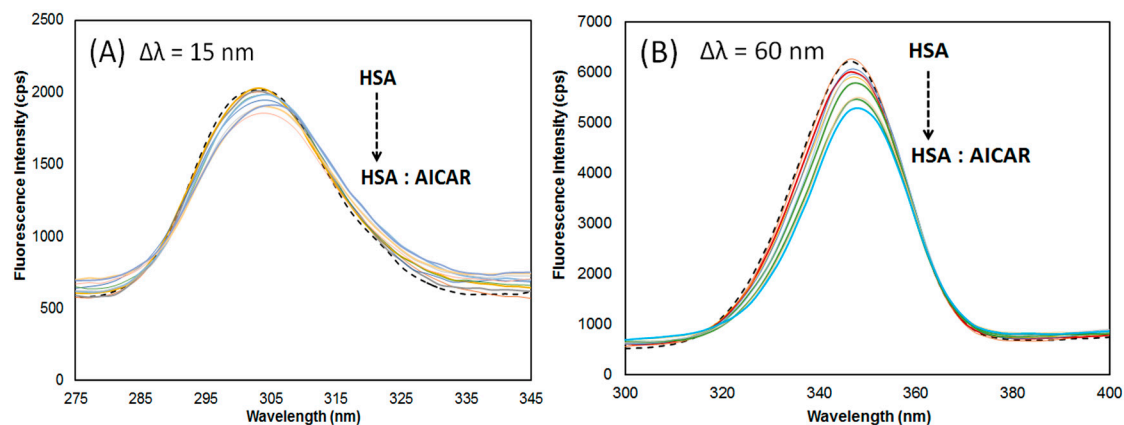 (A) Δλ = 15 nm
HSA
HSA : AICAR
Fluorescence Intensity (cps)
2500
2000
1500
1000
500
0
275 285 295 305 315 325 335 345
Wavelength (nm)
(B) Δλ = 60 nm
HSA
HSA : AICAR
Fluorescence Intensity (cps)
7000
6000
5000
4000
3000
2000
1000
0
300 320 340 360 380 400
Wavelength (nm)